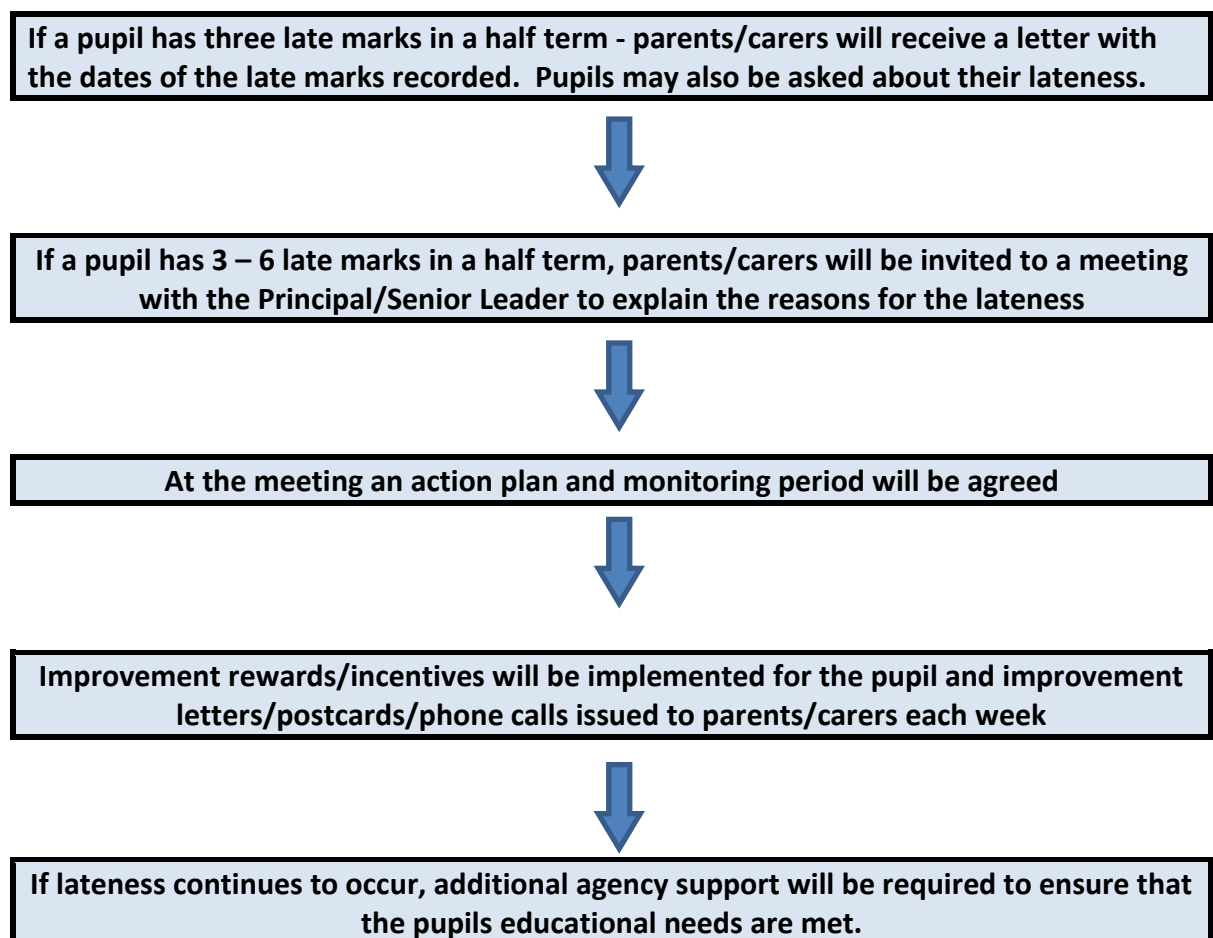 If a pupil has three late marks in a half term - parents/carers will receive a letter with
the dates of the late marks recorded.  Pupils may also be asked about their lateness.
If a pupil has 3 – 6 late marks in a half term, parents/carers will be invited to a meeting
with the Principal/Senior Leader to explain the reasons for the lateness
At the meeting an action plan and monitoring period will be agreed
Improvement rewards/incentives will be implemented for the pupil and improvement
letters/postcards/phone calls issued to parents/carers each week
If lateness continues to occur, additional agency support will be required to ensure that
the pupils educational needs are met.